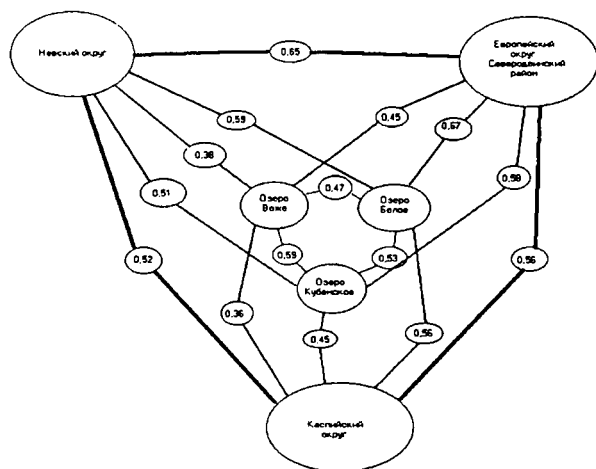 Невский округ
0,65
Европейский
округ
Северодвинский
район
0,59
0,45
0,67
0,38
0,51
0,58
Озеро
Воже
0,47
Озеро
Белое
0,59
0,53
0,52
Озеро
Кубенское
0,56
0,36
0,45
0,56
Каспийский
округ